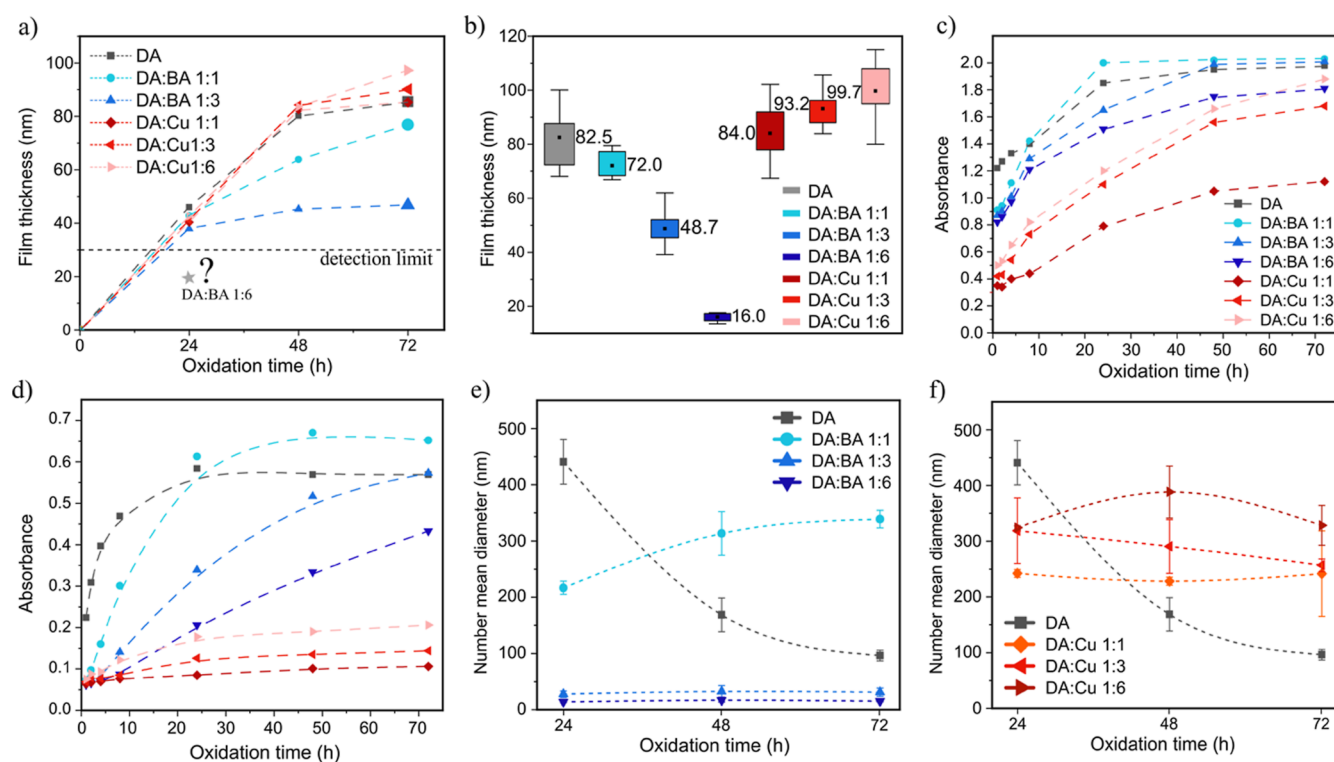 a)
DA
DA:BA 1:1
DA:BA 1:3
DA:Cu 1:1
DA:Cu1:3
DA:Cu1:6
Film thickness (nm)
100
80
60
40
20
0
detection limit
?
DA:BA 1:6
0
24
48
72
Oxidation time (h)
b)
Film thickness (nm)
120
100
80
60
40
20
82.5
72.0
48.7
16.0
84.0
93.2
99.7
DA
DA:BA 1:1
DA:BA 1:3
DA:BA 1:6
DA:Cu 1:1
DA:Cu 1:3
DA:Cu 1:6
c)
Absorbance
2.0
1.8
1.6
1.4
1.2
1.0
0.8
0.6
0.4
0.2
0.0
DA
DA:BA 1:1
DA:BA 1:3
DA:BA 1:6
DA:Cu 1:1
DA:Cu 1:3
DA:Cu 1:6
0 10 20 30 40 50 60 70
Oxidation time (h)
d)
Absorbance
0.7
0.6
0.5
0.4
0.3
0.2
0.1
0.0
0 10 20 30 40 50 60 70
Oxidation time (h)
e)
Number mean diameter (nm)
500
400
300
200
100
0
DA
DA:BA 1:1
DA:BA 1:3
DA:BA 1:6
24
48
72
Oxidation time (h)
f)
Number mean diameter (nm)
500
400
300
200
100
0
DA
DA:Cu 1:1
DA:Cu 1:3
DA:Cu 1:6
24
48
72
Oxidation time (h)